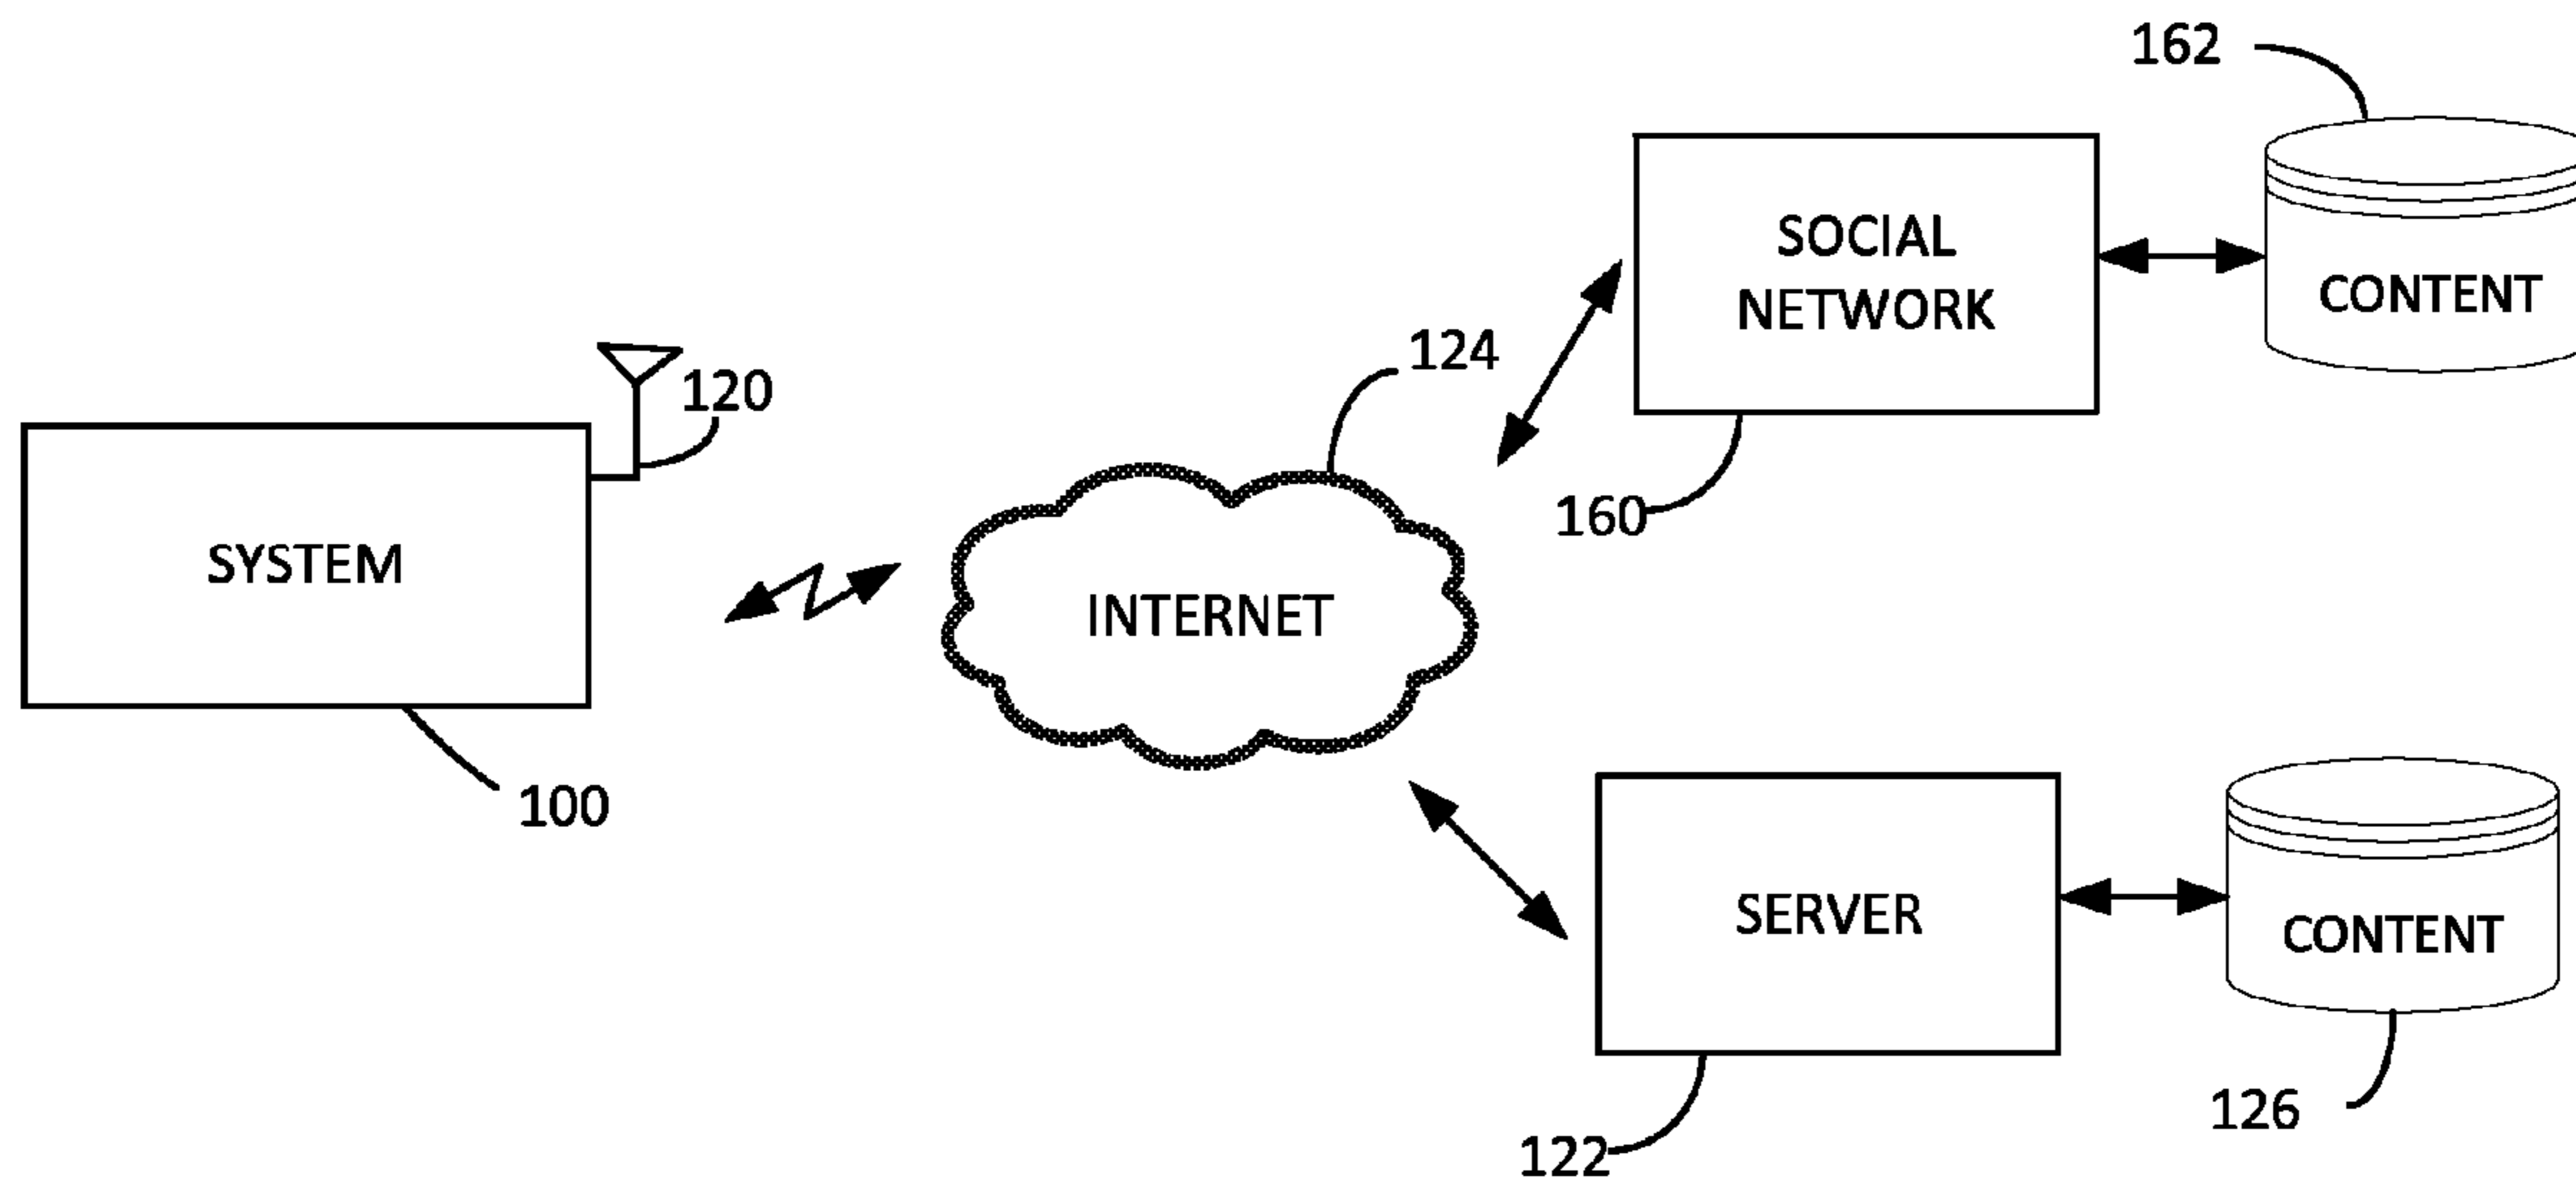 162
SOCIAL
NETWORK
CONTENT
124
120
160
SYSTEM
INTERNET
100
SERVER
CONTENT
126
122